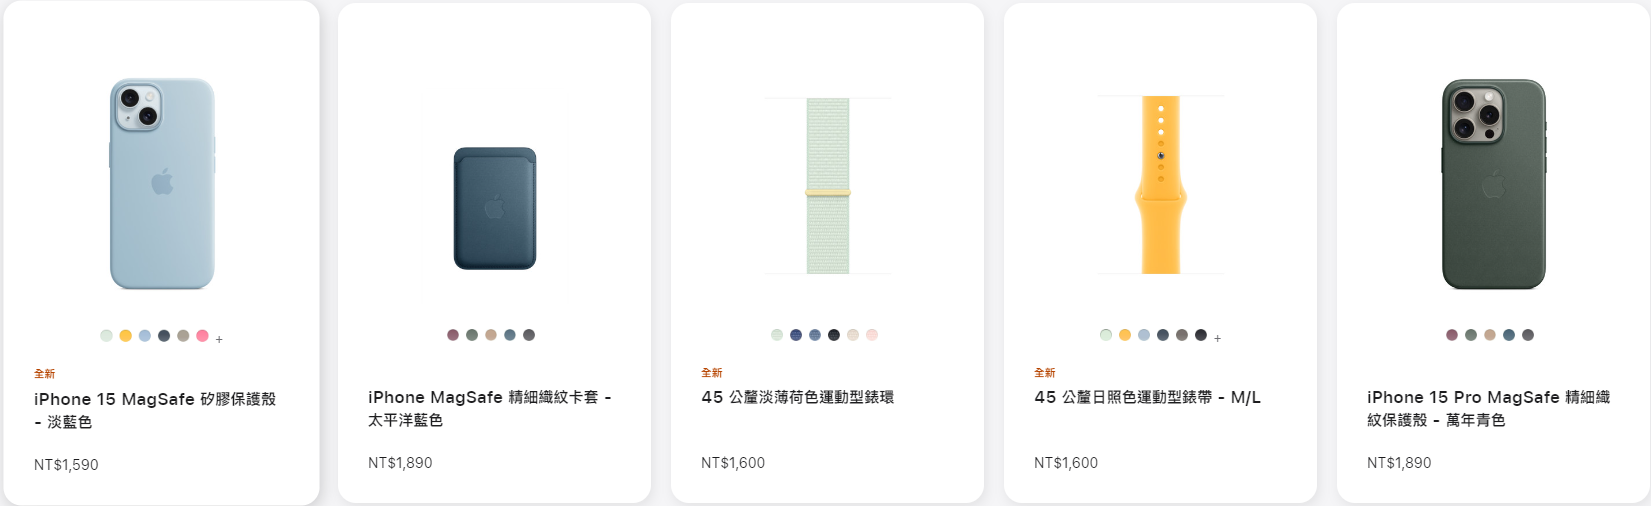 +
全新
iPhone 15 MagSafe 矽膠保護殼
- 淡藍色
NT$1,590
iPhone MagSafe 精細織紋卡套 -
太平洋藍色
NT$1,890
全新
45 公釐淡薄荷色運動型錶環
NT$1,600
+
全新
45 公釐日照色運動型錶帶 - M/L
NT$1,600
iPhone 15 Pro MagSafe 精細織
紋保護殼 - 萬年青色
NT$1,890